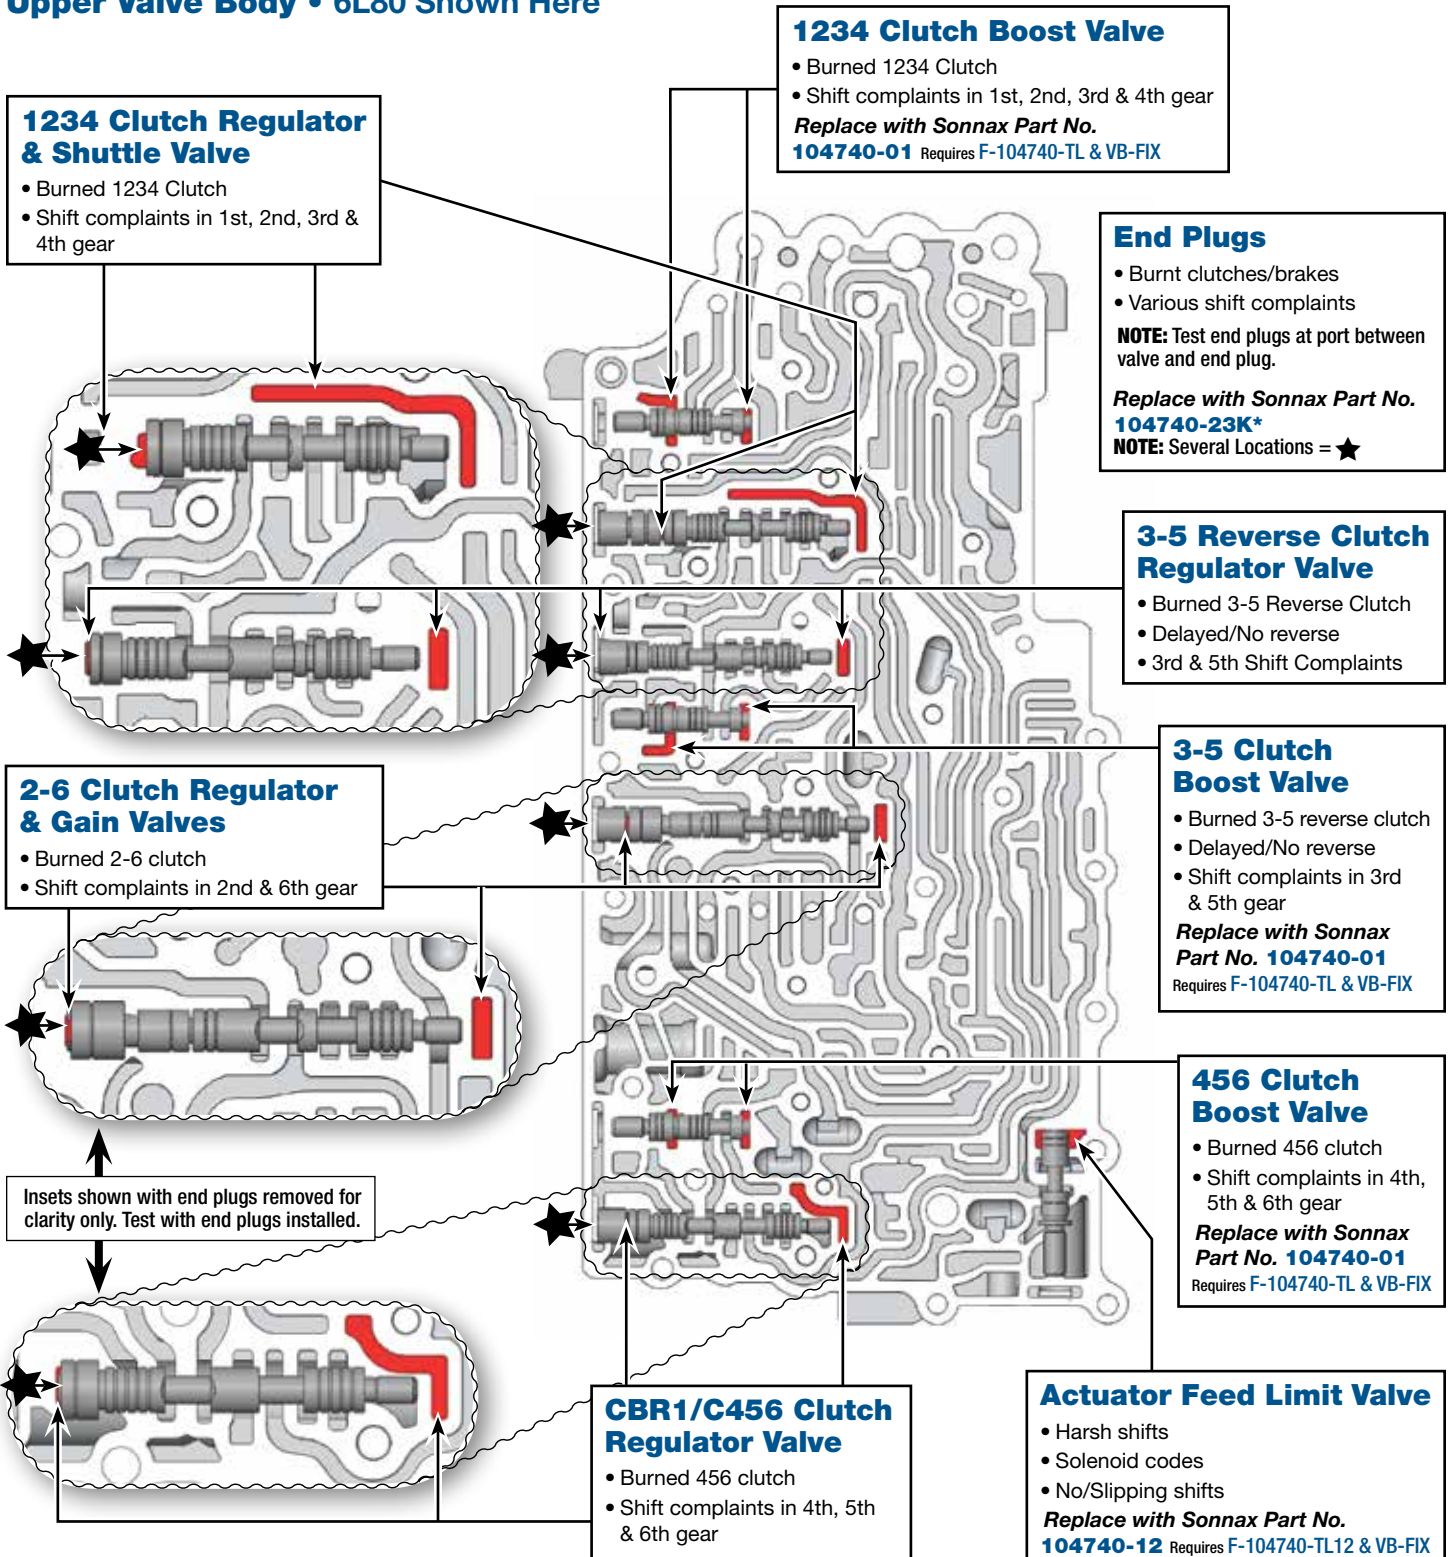 Upper Valve Body • 6L80 Shown Here
1234 Clutch Boost Valve
• Burned 1234 Clutch
• Shift complaints in 1st, 2nd, 3rd & 4th gear
Replace with Sonnax Part No.
104740-01 Requires F-104740-TL & VB-FIX
1234 Clutch Regulator
& Shuttle Valve
• Burned 1234 Clutch
• Shift complaints in 1st, 2nd, 3rd &
4th gear
End Plugs
• Burnt clutches/brakes
• Various shift complaints
NOTE: Test end plugs at port between
valve and end plug.
Replace with Sonnax Part No.
104740-23K*
NOTE: Several Locations = ★
3-5 Reverse Clutch
Regulator Valve
• Burned 3-5 Reverse Clutch
• Delayed/No reverse
• 3rd & 5th Shift Complaints
3-5 Clutch
Boost Valve
• Burned 3-5 reverse clutch
• Delayed/No reverse
• Shift complaints in 3rd
& 5th gear
Replace with Sonnax
Part No. 104740-01
Requires F-104740-TL & VB-FIX
2-6 Clutch Regulator
& Gain Valves
• Burned 2-6 clutch
• Shift complaints in 2nd & 6th gear
456 Clutch
Boost Valve
• Burned 456 clutch
• Shift complaints in 4th,
5th & 6th gear
Replace with Sonnax
Part No. 104740-01
Requires F-104740-TL & VB-FIX
Insets shown with end plugs removed for
clarity only. Test with end plugs installed.
CBR1/C456 Clutch
Regulator Valve
• Burned 456 clutch
• Shift complaints in 4th, 5th
& 6th gear
Actuator Feed Limit Valve
• Harsh shifts
• Solenoid codes
• No/Slipping shifts
Replace with Sonnax Part No.
104740-12 Requires F-104740-TL12 & VB-FIX